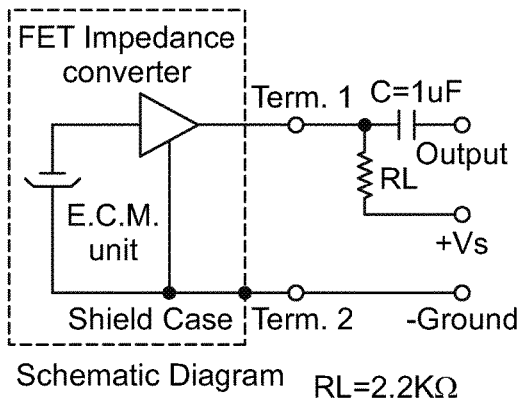 FET Impedance
converter
Term. 1
C=1uF
Output
RL
+Vs
E.C.M.
unit
Shield Case
Term. 2
-Ground
Schematic Diagram
RL=2.2KΩ